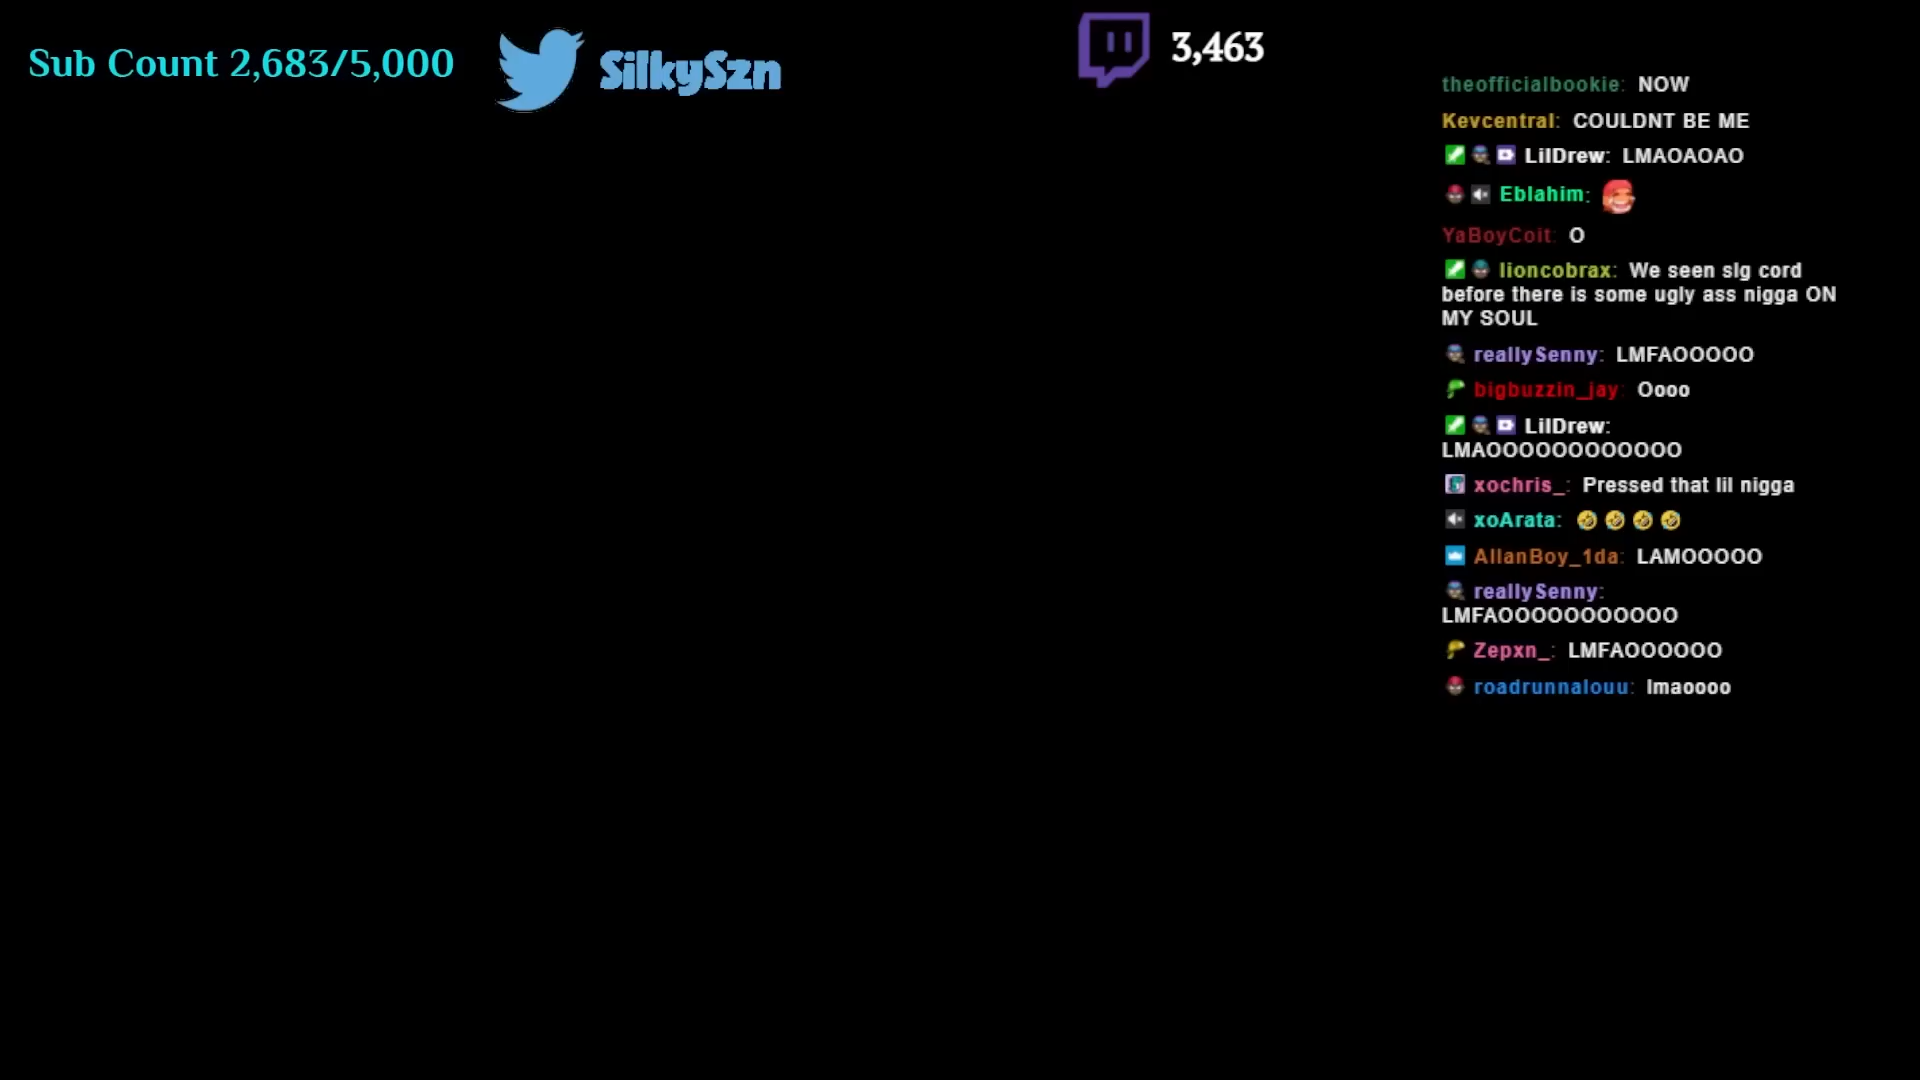 Sub Count 2,683/5,000
SilkySzn
3,463
theofficialbookie: NOW
Kevcentral: COULDNT BE ME
LilDrew: LMAOAOAO
Eblahim:
YaBoyCoit: O
lioncobrax: We seen slg cord
before there is some ugly ass nigga ON
MY SOUL
reallySenny: LMFAOOOOO
bigbuzzin_jay: Oooo
LilDrew:
LMAOOOOOOOOOOOO
xochris_: Pressed that lil nigga
xoArata: 🤣 🤣 🤣 🤣
AllanBoy_1da: LAMOOOOO
reallySenny:
LMFAOOOOOOOOOOO
Zepxn_: LMFAOOOOOO
roadrunnalouu: lmaoooo